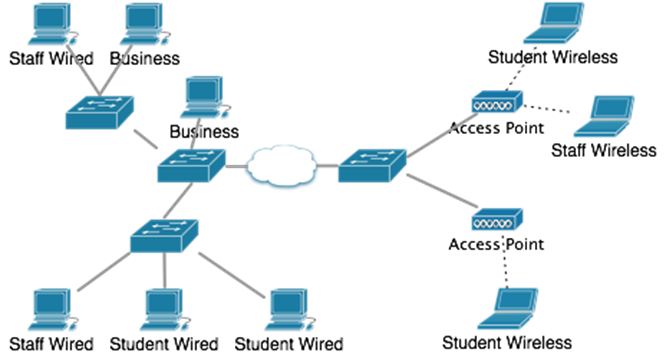 Staff Wired
Business
Student Wireless
Business
Access Point
Staff Wireless
Access Point
Staff Wired
Student Wired
Student Wired
Student Wireless